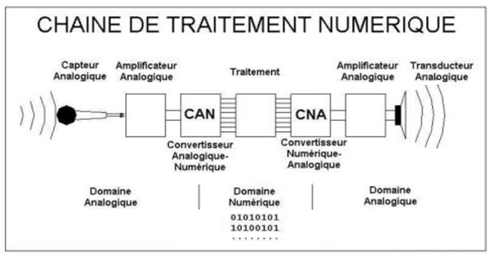 CHAINE DE TRAITEMENT NUMERIQUE
Capteur
Analogique
Amplificateur
Analogique
Traitement
Amplificateur
Analogique
Transducteur
Analogique
CAN
CNA
Convertisseur
Analogique-
Numérique
Convertisseur
Numérique-
Analogique
Domaine
Analogique
Domaine
Numérique
Domaine
Analogique
01010101
10100101
. . . . . . . .